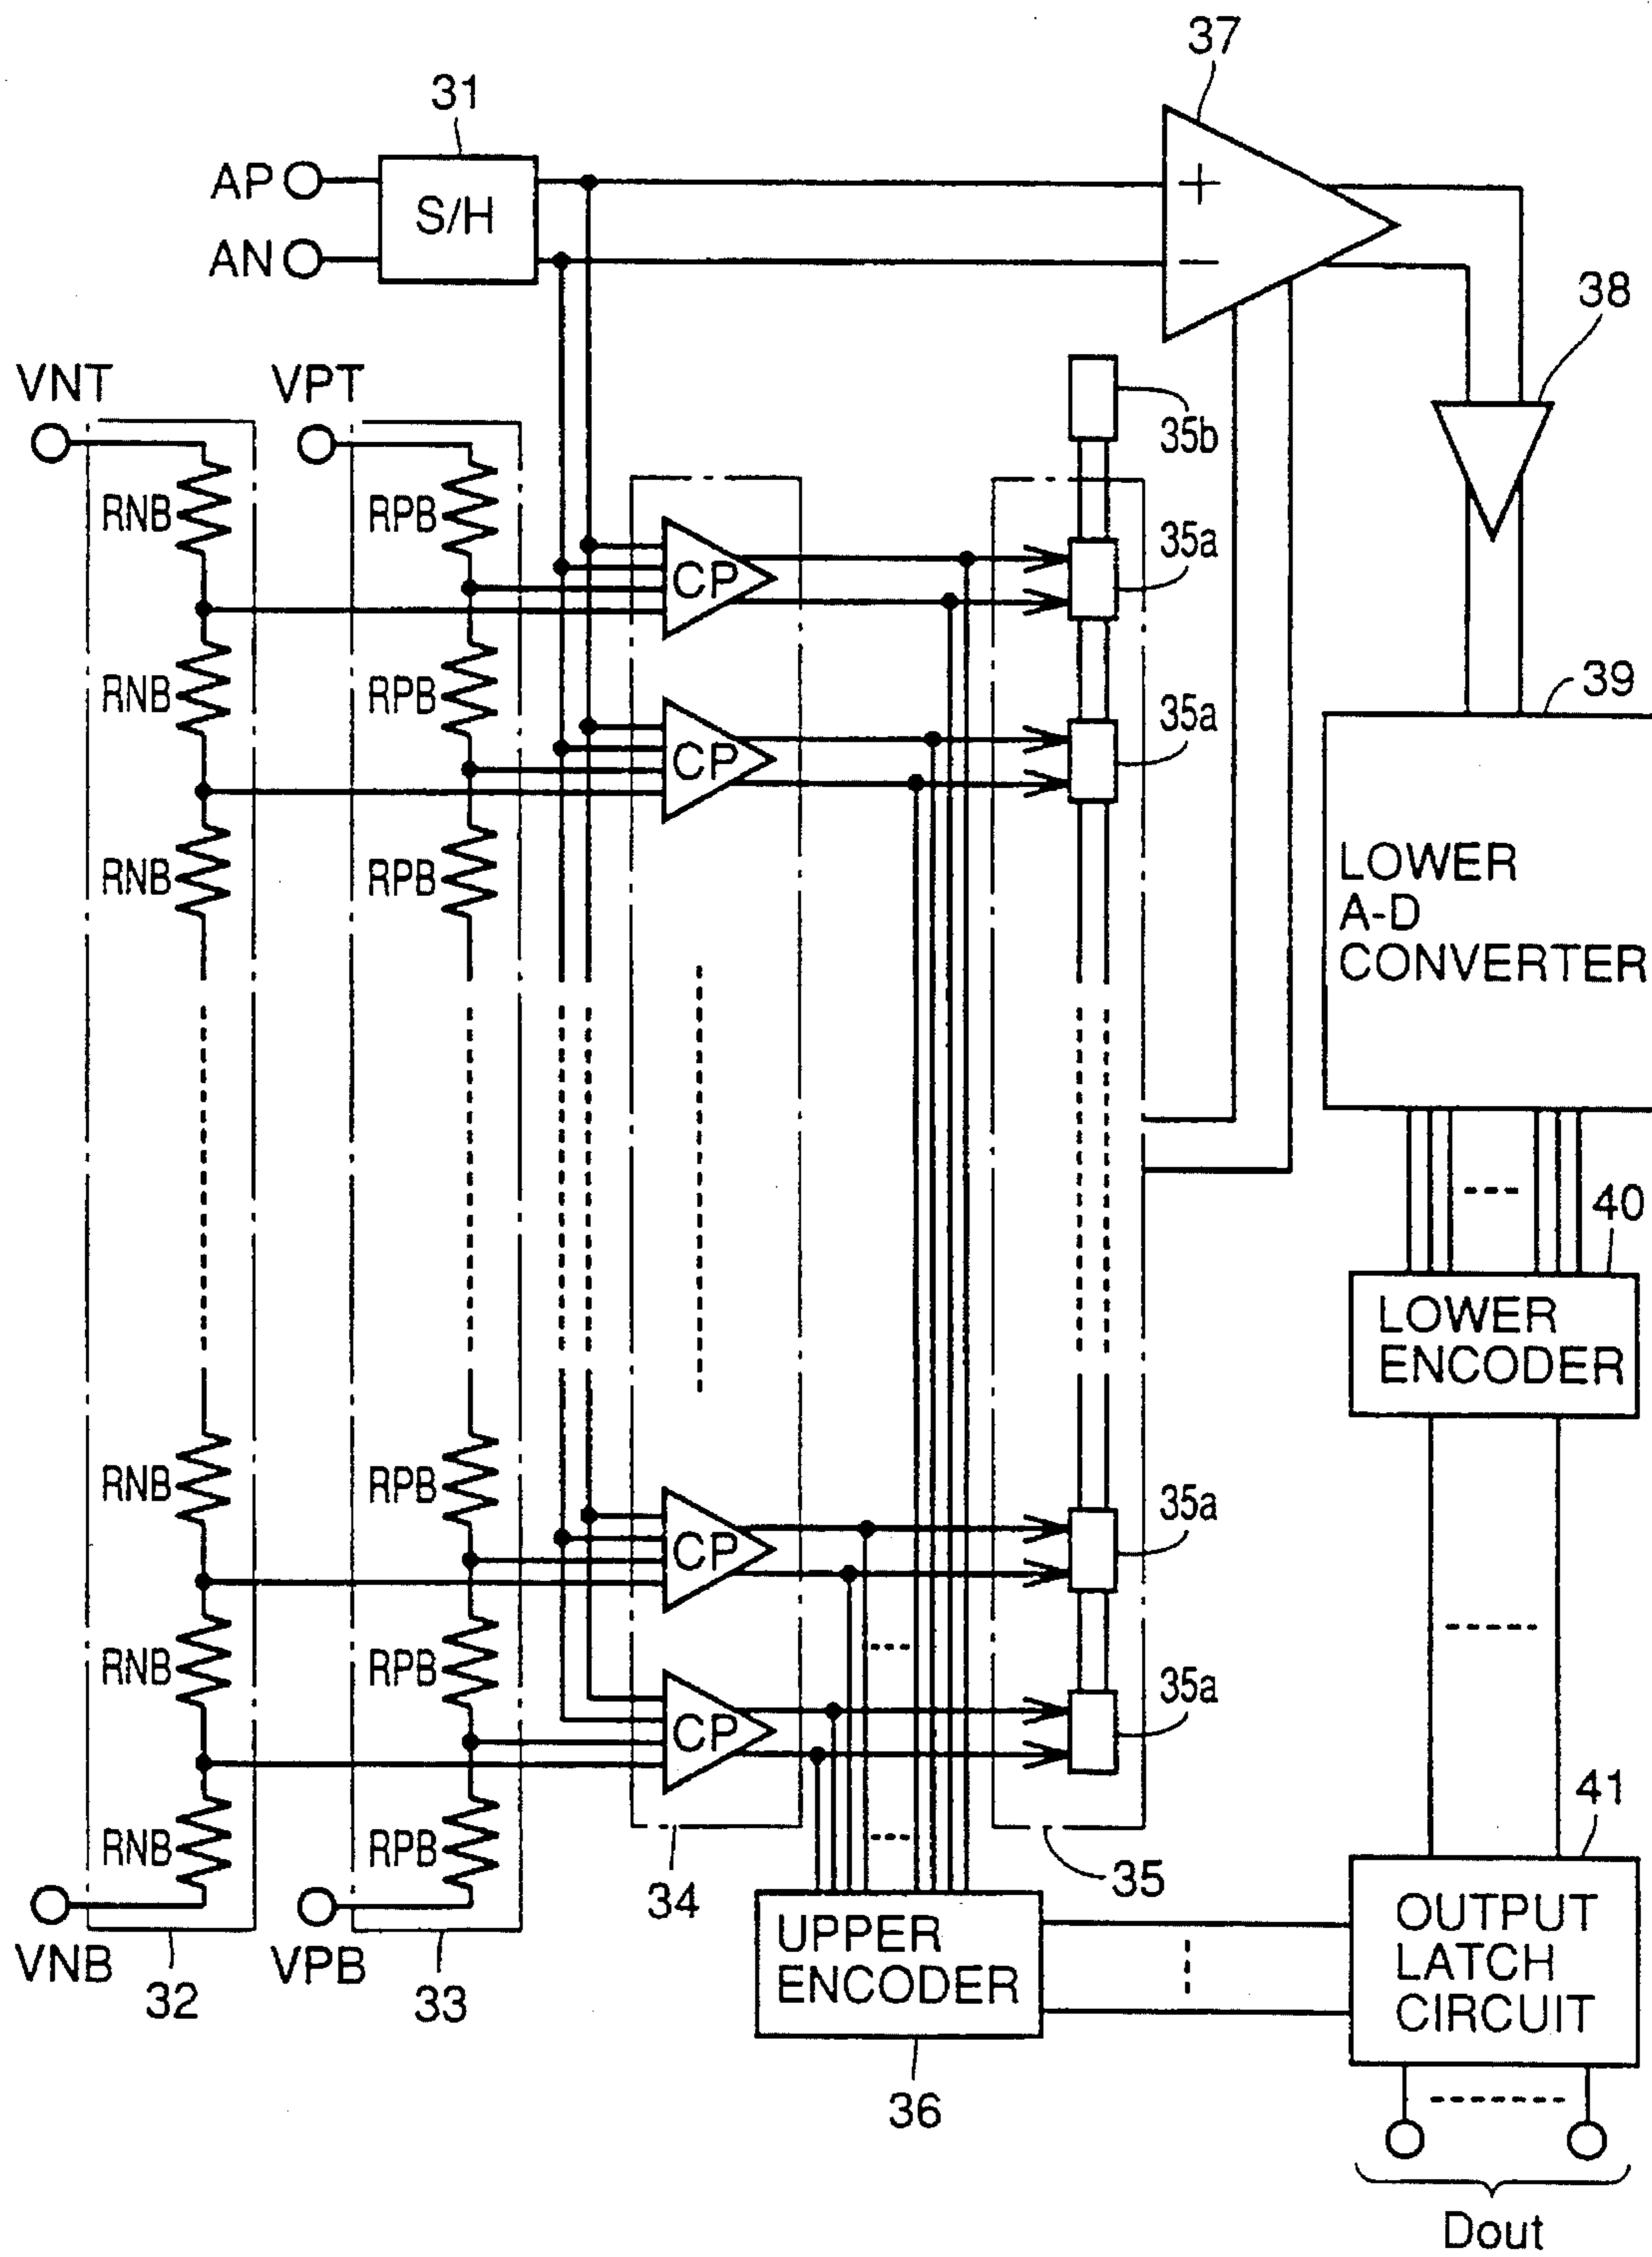 37
31
AP
S/H
+
AN
−
38
VNT
VPT
35b
RNB
RPB
CP
35a
RNB
RPB
CP
35a
39
RNB
RPB
LOWER
A-D
CONVERTER
40
LOWER
ENCODER
RNB
RPB
CP
35a
RNB
RPB
CP
35a
41
RNB
RPB
34
35
VNB
VPB
32
33
UPPER
ENCODER
OUTPUT
LATCH
CIRCUIT
36
Dout